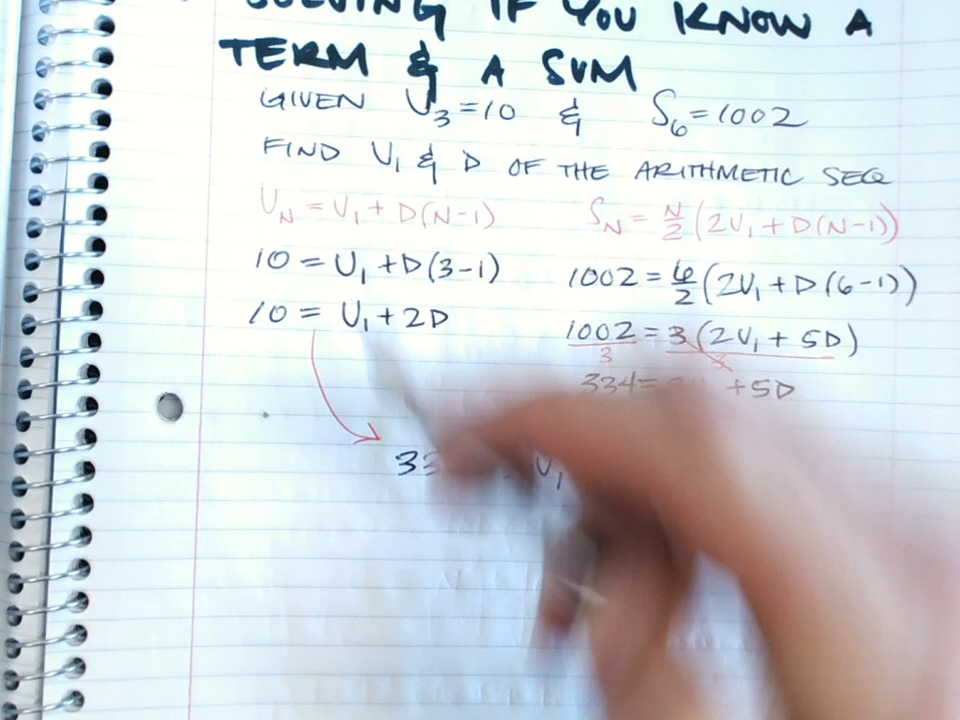 SOLVING IF YOU KNOW A
TERM & A SUM
GIVEN U3=10 & S6=1002
FIND U1 & D OF THE ARITHMETIC SEQ
UN = U1 + D(N-1)
SN = N/2 (2U1 + D(N-1))
10 = U1 + D(3-1)
1002 = 6/2 (2U1 + D(6-1))
10 = U1 + 2D
1002 = 3(2U1 + 5D)
3 3
334= +5D
33 U1